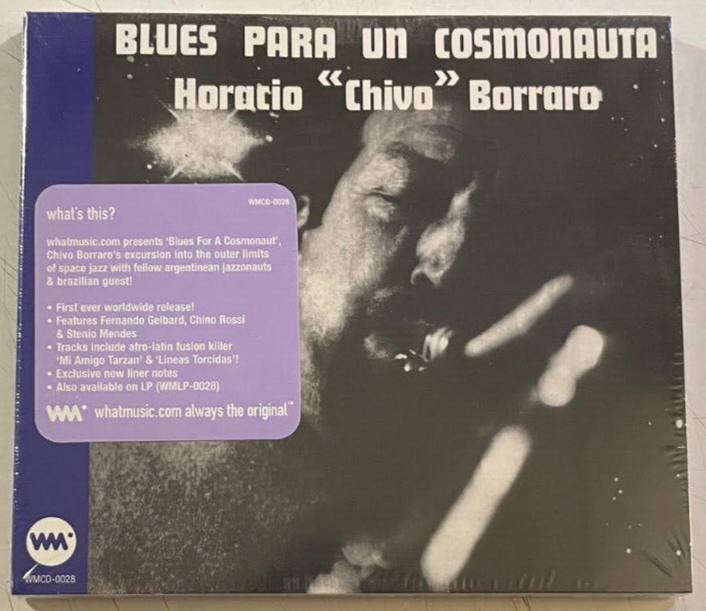 BLUES PARA UN COSMONAUTA
Horacio "Chivo" Borraro
WMCD-0028
what's this?
whatmusic.com presents 'Blues For A Cosmonaut',
Chivo Borraro's excursion into the outer limits
of space jazz with fellow argentinean jazzonauts
& brazilian guest!
• First ever worldwide release!
• Features Fernando Gelbard, Chino Rossi
& Stenio Mendes
• Tracks include afro-latin fusion killer
'Mi Amigo Tarzan' & 'Lineas Torcidas'!
• Exclusive new liner notes
• Also available on LP (WMLP-0028)
WM• whatmusic.com always the original™
WM•
WMCD-0028